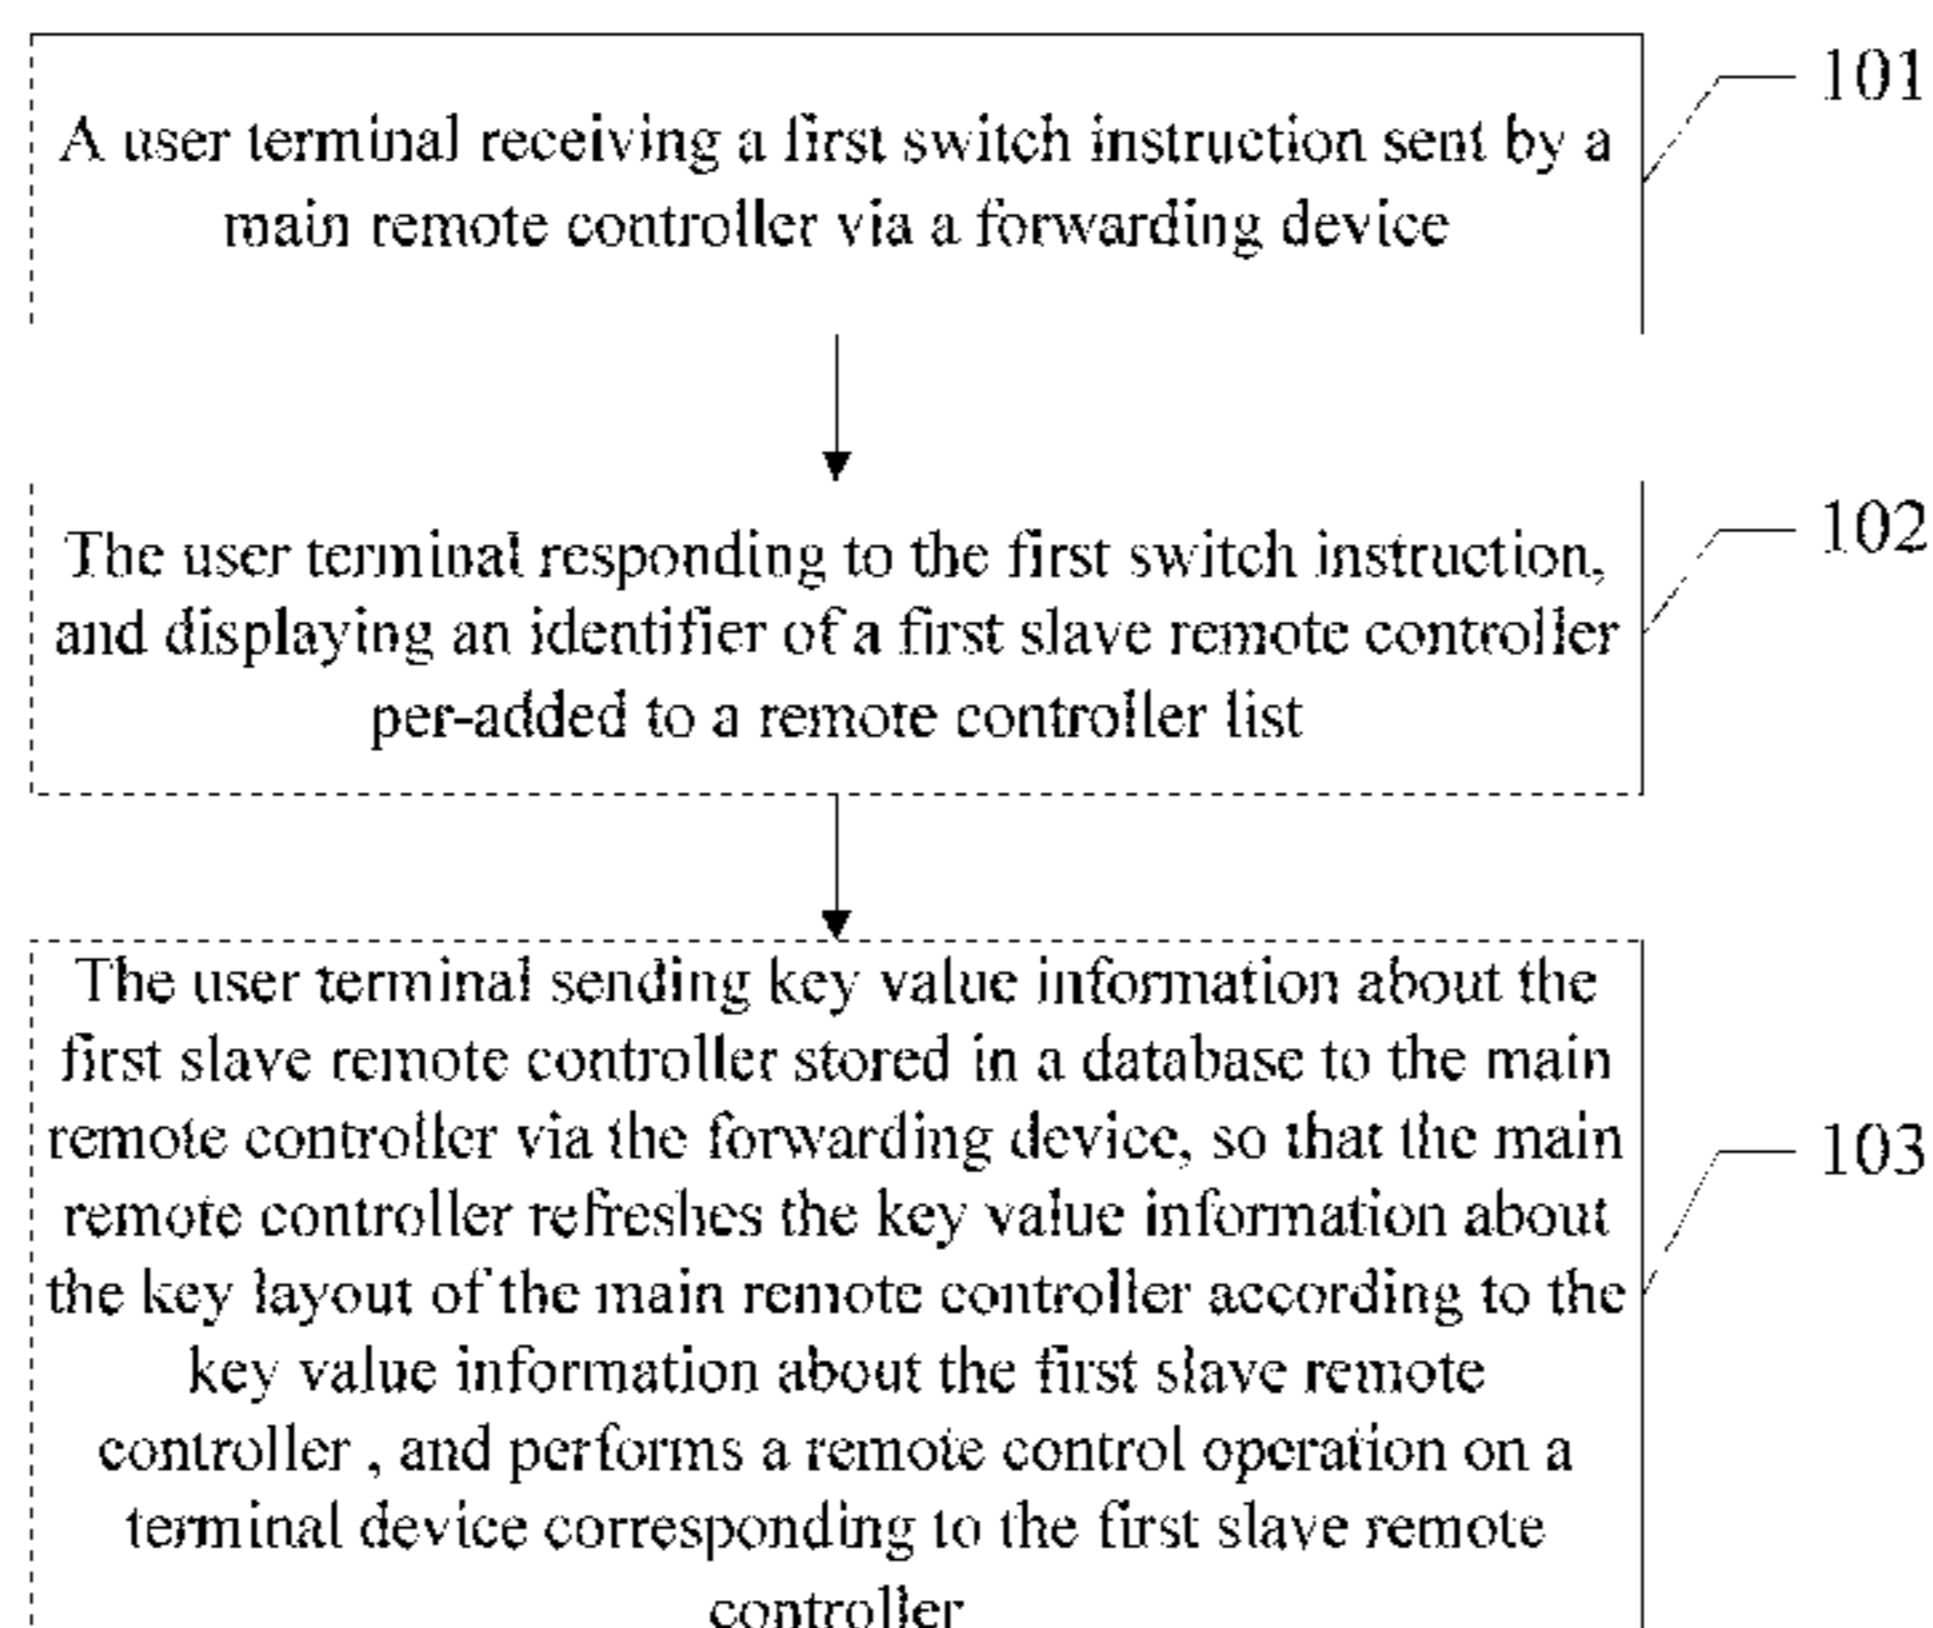 101
A user terminal receiving a first switch instruction sent by a
main remote controller via a forwarding device
102
The user terminal responding to the first switch instruction,
and displaying an identifier of a first slave remote controller
per-added to a remote controller list
The user terminal sending key value information about the
first slave remote controller stored in a database to the main
remote controller via the forwarding device, so that the main
103
remote controller refreshes the key value information about
the key layout of the main remote controller according to the
key value information about the first slave remote
controller , and performs a remote control operation on a
terminal device corresponding to the first slave remote
controller